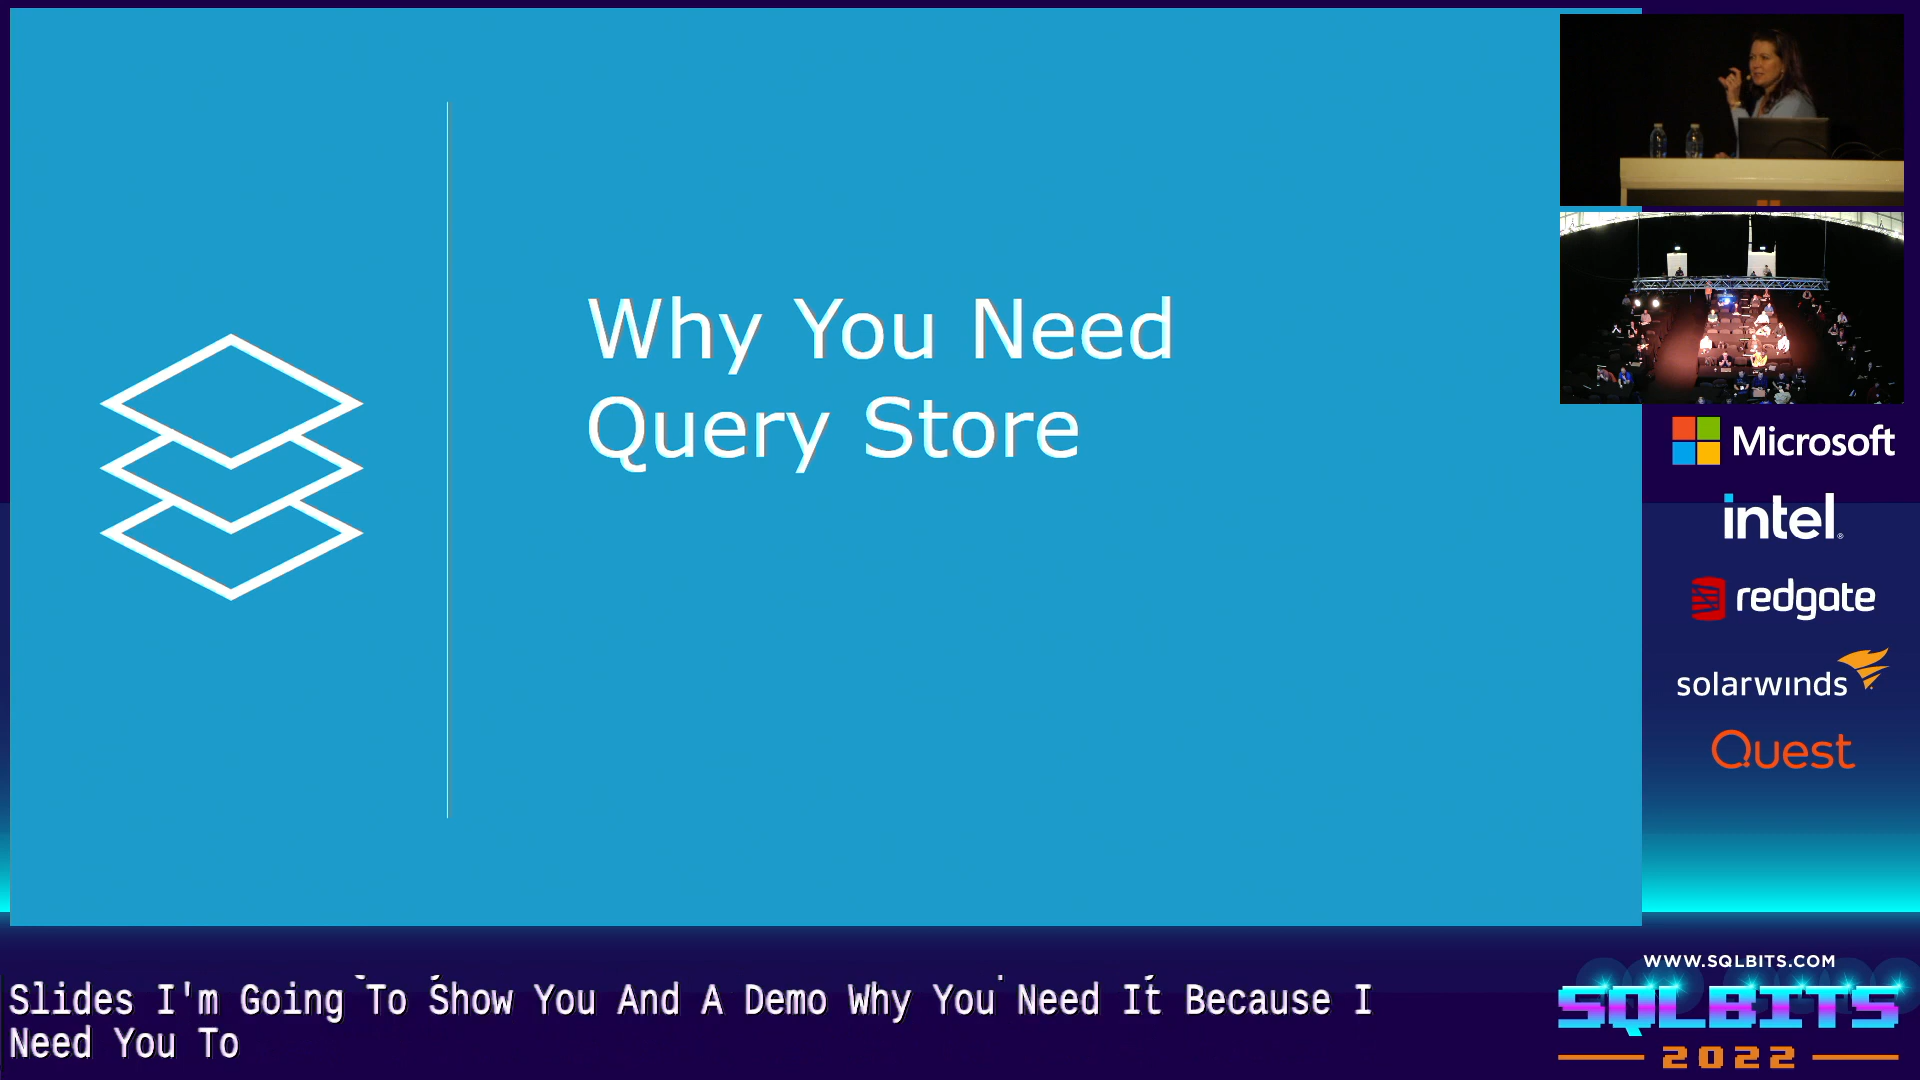 Why You Need
Query Store
Microsoft
intel
redgate
solarwinds
Quest
WWW.SQLBITS.COM
SQLBITS
2022
Slides I'm Going To Show You And A Demo Why You Need It Because I
Need You To